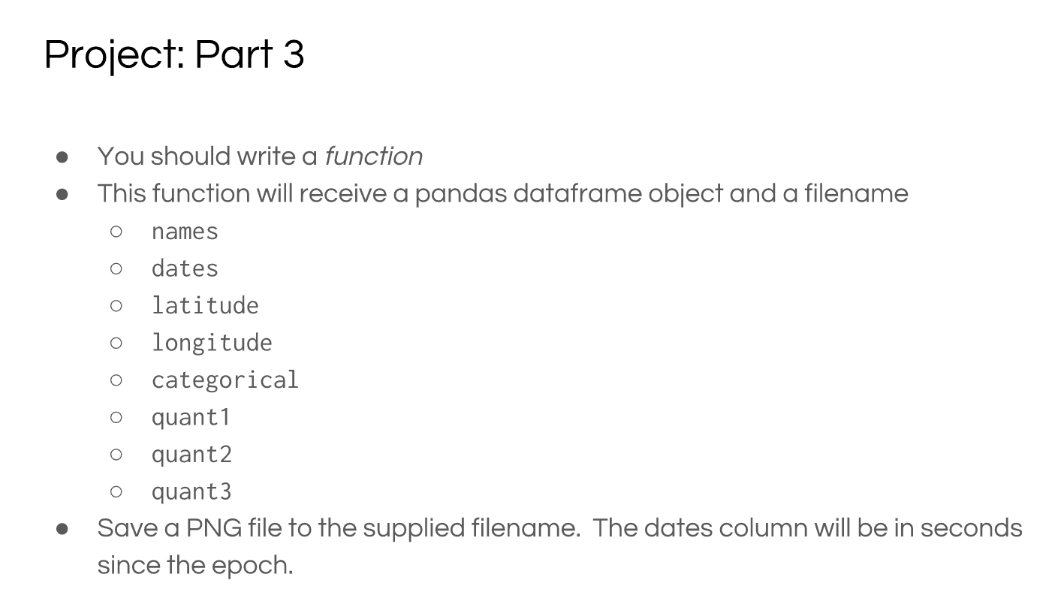 Project: Part 3
● You should write a function
● This function will receive a pandas dataframe object and a filename
○ names
○ dates
○ latitude
○ longitude
○ categorical
○ quant1
○ quant2
○ quant3
● Save a PNG file to the supplied filename.  The dates column will be in seconds
since the epoch.